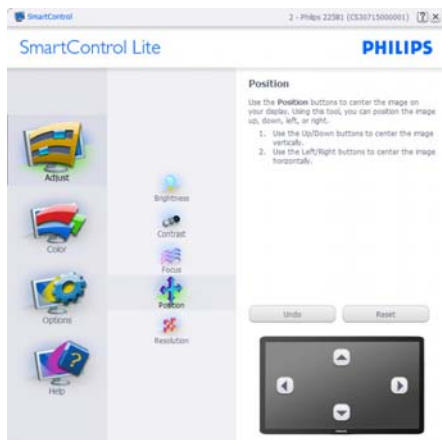 SmartControl
2 - Philips 225B1 (CS30715000001)
SmartControl Lite
PHILIPS
Adjust
Color
Options
Help
Brightness
Contrast
Focus
Position
Resolution
Position
Use the Position buttons to center the image on
your display. Using this tool, you can position the image
up, down, left, or right.
1. Use the Up/Down buttons to center the image
vertically.
2. Use the Left/Right buttons to center the image
horizontally.
Undo
Reset